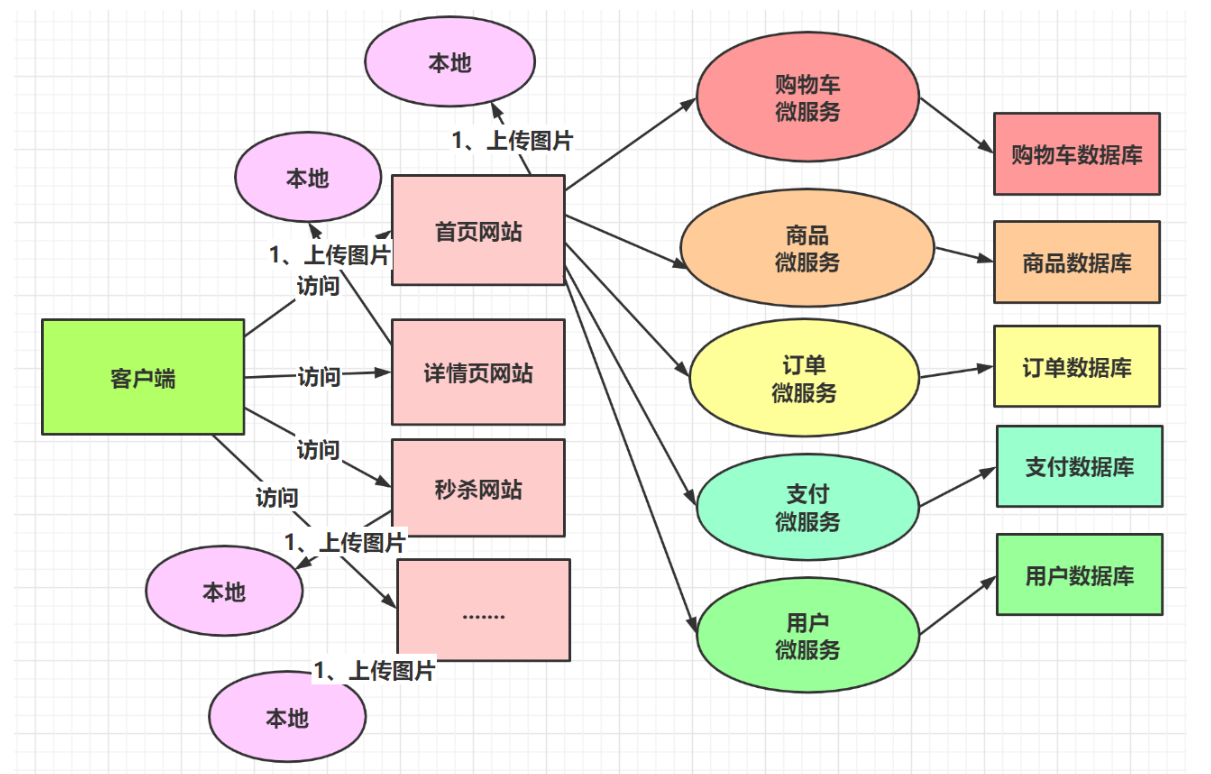 本地
购物车
微服务
1、上传图片
购物车数据库
本地
首页网站
商品
微服务
1、上传图片
商品数据库
访问
客户端
访问
详情页网站
订单
微服务
订单数据库
访问
秒杀网站
支付
微服务
支付数据库
访问
1、上传图片
本地
.......
用户
微服务
用户数据库
1、上传图片
本地